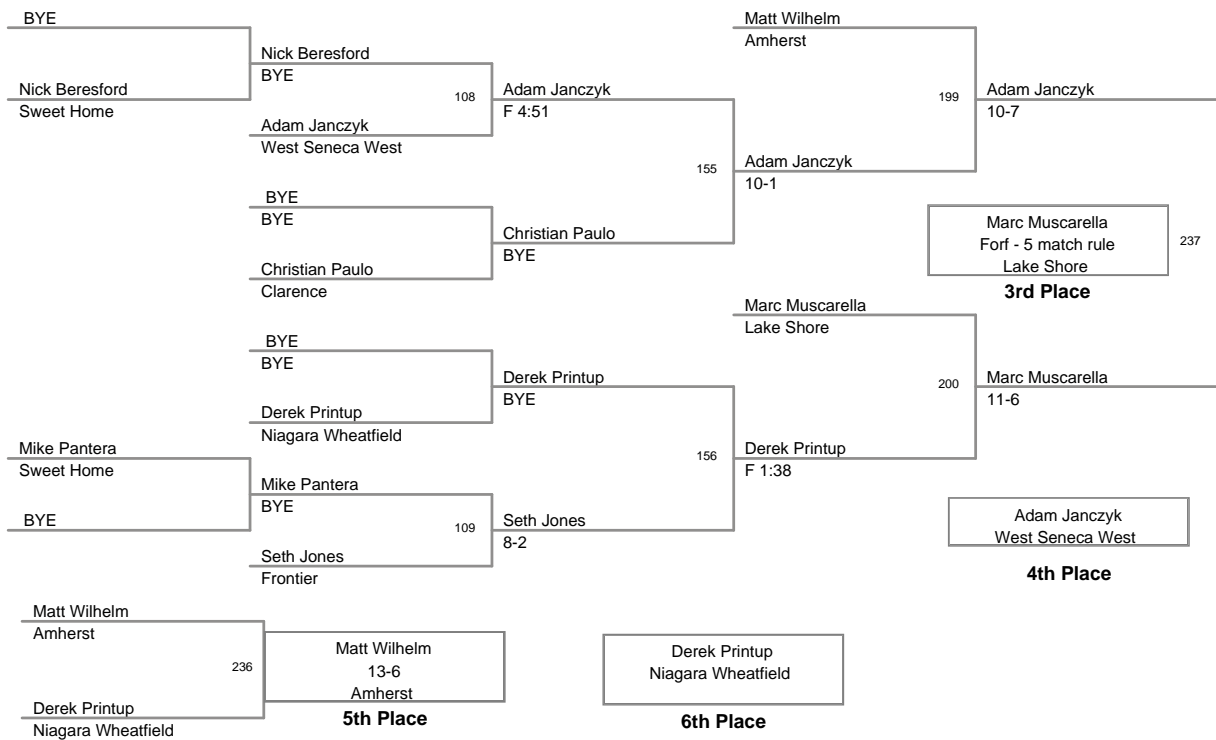 BYE
Nick Beresford
Sweet Home
Nick Beresford
BYE
108
Adam Janczyk
West Seneca West
Adam Janczyk
F 4:51
BYE
BYE
Christian Paulo
Clarence
Christian Paulo
BYE
155
Adam Janczyk
10-1
Matt Wilhelm
Amherst
199
Adam Janczyk
10-7
Marc Muscarella
Forf - 5 match rule
Lake Shore
237
3rd Place
BYE
BYE
Derek Printup
Niagara Wheatfield
Derek Printup
BYE
Mike Pantera
Sweet Home
BYE
Mike Pantera
BYE
109
Seth Jones
Frontier
Seth Jones
8-2
156
Derek Printup
F 1:38
Marc Muscarella
Lake Shore
200
Marc Muscarella
11-6
Adam Janczyk
West Seneca West
4th Place
Matt Wilhelm
Amherst
236
Derek Printup
Niagara Wheatfield
Matt Wilhelm
13-6
Amherst
5th Place
Derek Printup
Niagara Wheatfield
6th Place